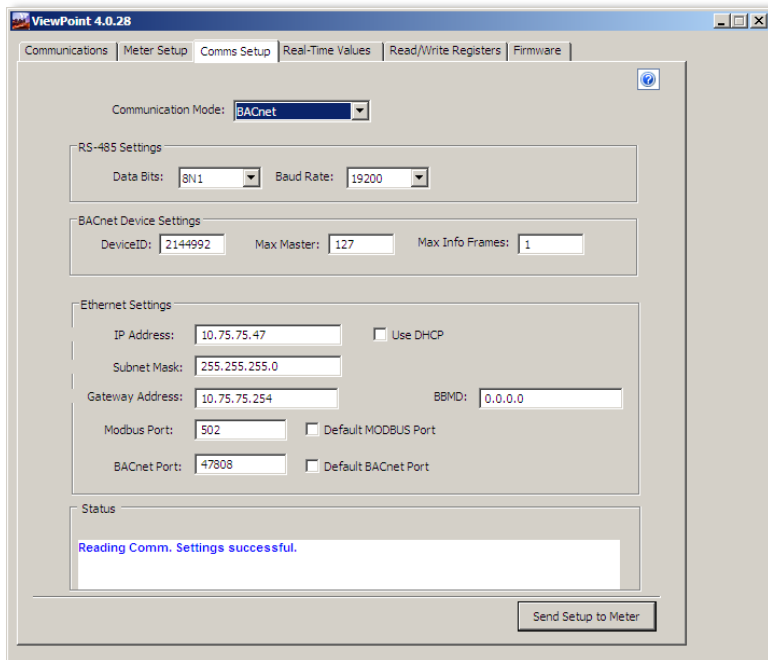 ViewPoint 4.0.28
Communications Meter Setup Comms Setup Real-Time Values Read/Write Registers Firmware
Communication Mode: BACnet
RS-485 Settings
Data Bits: 8N1 Baud Rate: 19200
BACnet Device Settings
DeviceID: 2144992 Max Master: 127 Max Info Frames: 1
Ethernet Settings
IP Address: 10.75.75.47 Use DHCP
Subnet Mask: 255.255.255.0
Gateway Address: 10.75.75.254 BBMD: 0.0.0.0
Modbus Port: 502 Default MODBUS Port
BACnet Port: 47808 Default BACnet Port
Status
Reading Comm. Settings successful.
Send Setup to Meter